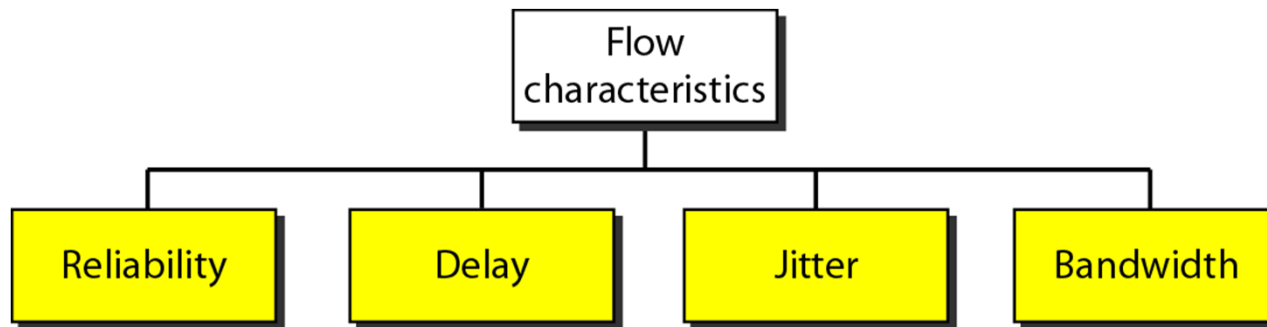 Flow
characteristics
Reliability
Delay
Jitter
Bandwidth